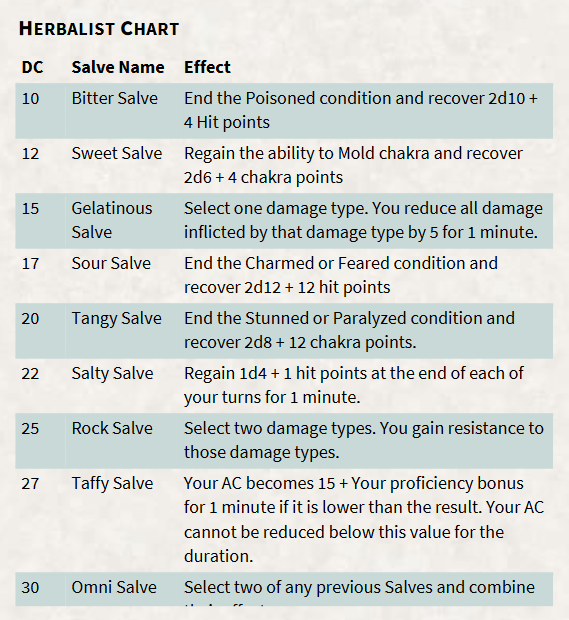 HERBALIST CHART
DC Salve Name Effect
10 Bitter Salve End the Poisoned condition and recover 2d10 +
4 Hit points
12 Sweet Salve Regain the ability to Mold chakra and recover
2d6 + 4 chakra points
15 Gelatinous Select one damage type. You reduce all damage
Salve inflicted by that damage type by 5 for 1 minute.
17 Sour Salve End the Charmed or Feared condition and
recover 2d12 + 12 hit points
20 Tangy Salve End the Stunned or Paralyzed condition and
recover 2d8 + 12 chakra points.
22 Salty Salve Regain 1d4 + 1 hit points at the end of each of
your turns for 1 minute.
25 Rock Salve Select two damage types. You gain resistance to
those damage types.
27 Taffy Salve Your AC becomes 15 + Your proficiency bonus
for 1 minute if it is lower than the result. Your AC
cannot be reduced below this value for the
duration.
30 Omni Salve Select two of any previous Salves and combine